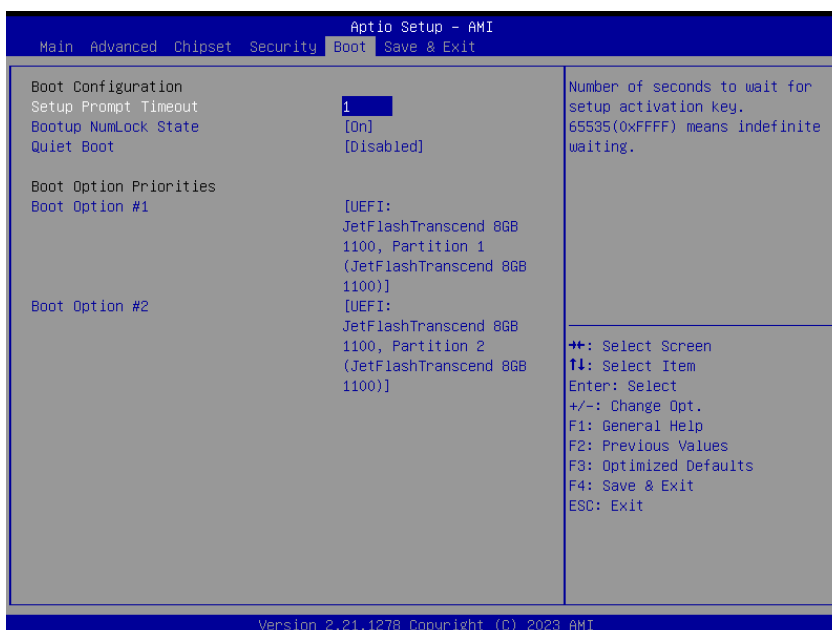 Aptio Setup - AMI
Main Advanced Chipset Security Boot Save & Exit
Boot Configuration
Setup Prompt Timeout 1
Bootup NumLock State [On]
Quiet Boot [Disabled]
Boot Option Priorities
Boot Option #1 [UEFI:
JetFlashTranscend 8GB
1100, Partition 1
(JetFlashTranscend 8GB
1100)]
Boot Option #2 [UEFI:
JetFlashTranscend 8GB
1100, Partition 2
(JetFlashTranscend 8GB
1100)]
Number of seconds to wait for
setup activation key.
65535(0xFFFF) means indefinite
waiting.
→←: Select Screen
↑↓: Select Item
Enter: Select
+/-: Change Opt.
F1: General Help
F2: Previous Values
F3: Optimized Defaults
F4: Save & Exit
ESC: Exit
Version 2.21.1278 Copyright (C) 2023 AMI